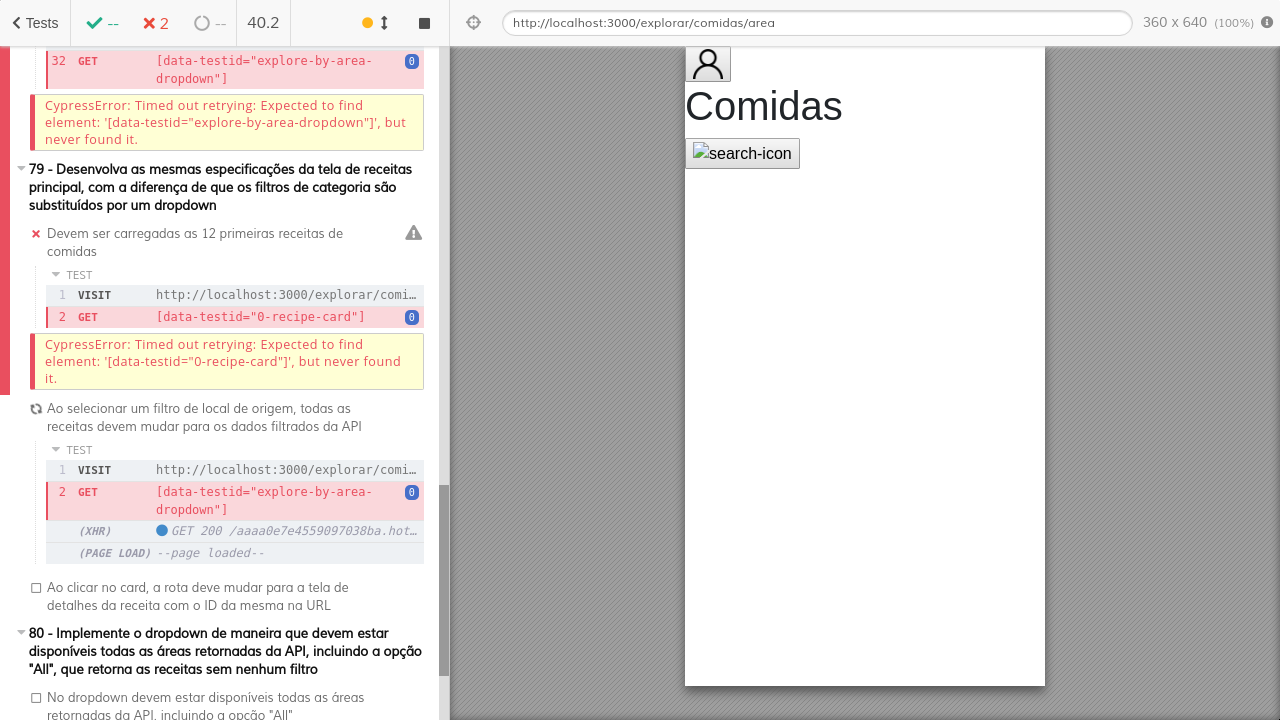 Tests
--
2
--
40.2
http://localhost:3000/explorar/comidas/area
360 x 640 (100%)
32 GET [data-testid="explore-by-area-
dropdown"]
0
CypressError: Timed out retrying: Expected to find
element: '[data-testid="explore-by-area-dropdown"]', but
never found it.
79 - Desenvolva as mesmas especificações da tela de receitas
principal, com a diferença de que os filtros de categoria são
substituídos por um dropdown
Devem ser carregadas as 12 primeiras receitas de
comidas
TEST
1 VISIT http://localhost:3000/explorar/comi…
2 GET [data-testid="0-recipe-card"] 0
CypressError: Timed out retrying: Expected to find
element: '[data-testid="0-recipe-card"]', but never found
it.
Ao selecionar um filtro de local de origem, todas as
receitas devem mudar para os dados filtrados da API
TEST
1 VISIT http://localhost:3000/explorar/comi…
2 GET [data-testid="explore-by-area- 0
dropdown"]
(XHR) GET 200 /aaaa0e7e4559097038ba.hot…
(PAGE LOAD) --page loaded--
Ao clicar no card, a rota deve mudar para a tela de
detalhes da receita com o ID da mesma na URL
80 - Implemente o dropdown de maneira que devem estar
disponíveis todas as áreas retornadas da API, incluindo a opção
"All", que retorna as receitas sem nenhum filtro
No dropdown devem estar disponíveis todas as áreas
retornadas da API, incluindo a opção "All"
Comidas
search-icon